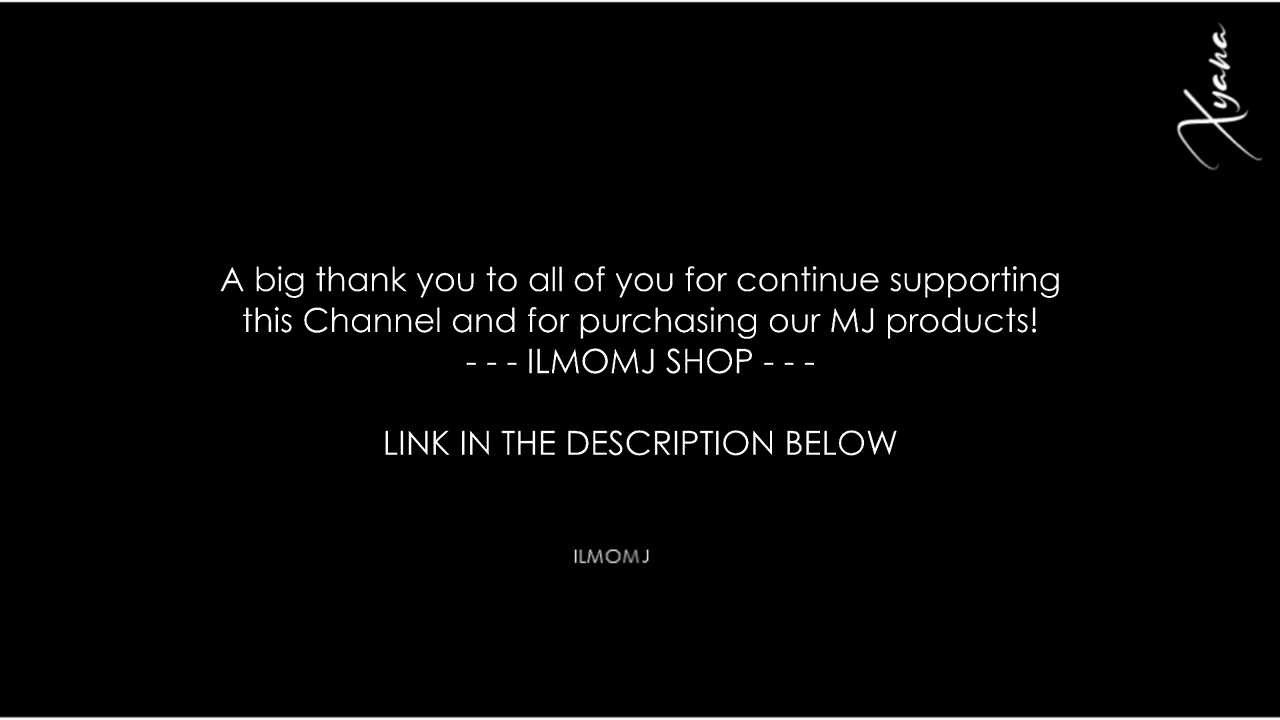 Xyana
A big thank you to all of you for continue supporting
this Channel and for purchasing our MJ products!
- - - ILMOMJ SHOP - - -
LINK IN THE DESCRIPTION BELOW
ILMOMJ